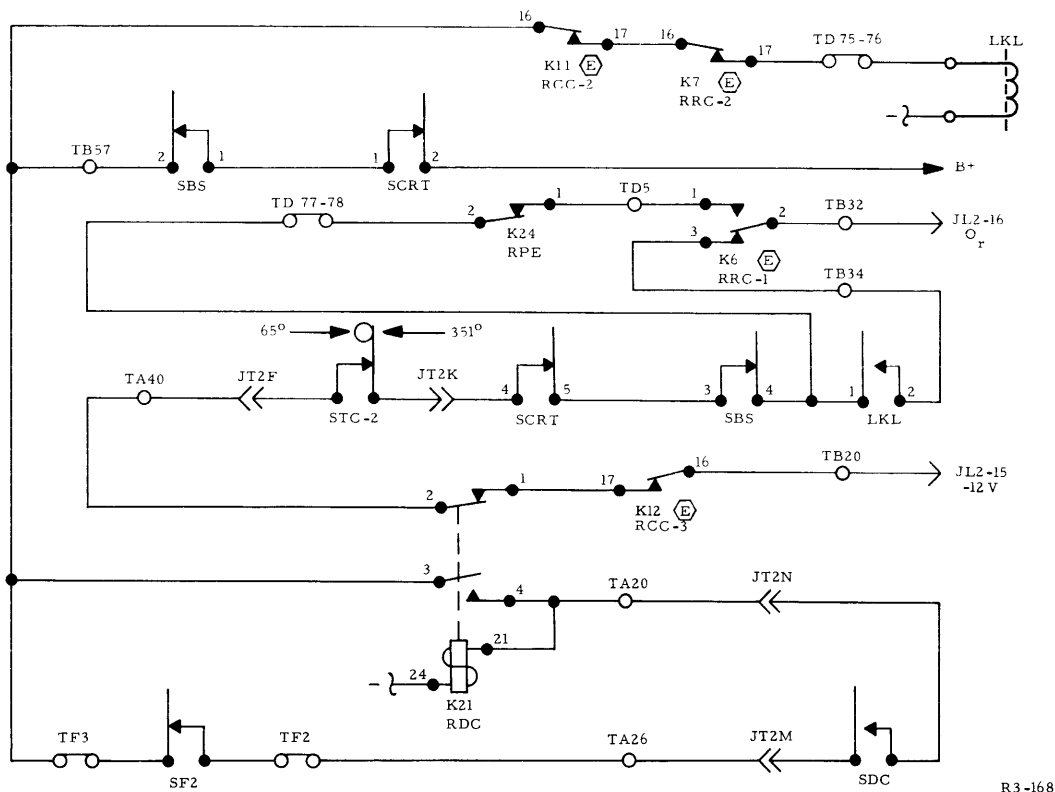 16
17
K11 E
RCC-2
16
17
K7 E
RRC-2
TD 75-76
LKL
-
TB57
2
1
SBS
1
2
SCRT
B+
TD 77-78
2
1
K24
RPE
TD5
1
3
2
K6 E
RRC-1
TB32
JL2-16
Or
TB34
65° 351°
TA40
JT2F
STC-2
JT2K
4
5
SCRT
3
4
SBS
1
2
LKL
2
1
17
16
K12 E
RCC-3
TB20
JL2-15
-12 V
3
4
TA20
JT2N
21
- 24
K21
RDC
TF3
SF2
TF2
TA26
JT2M
SDC
R3-168